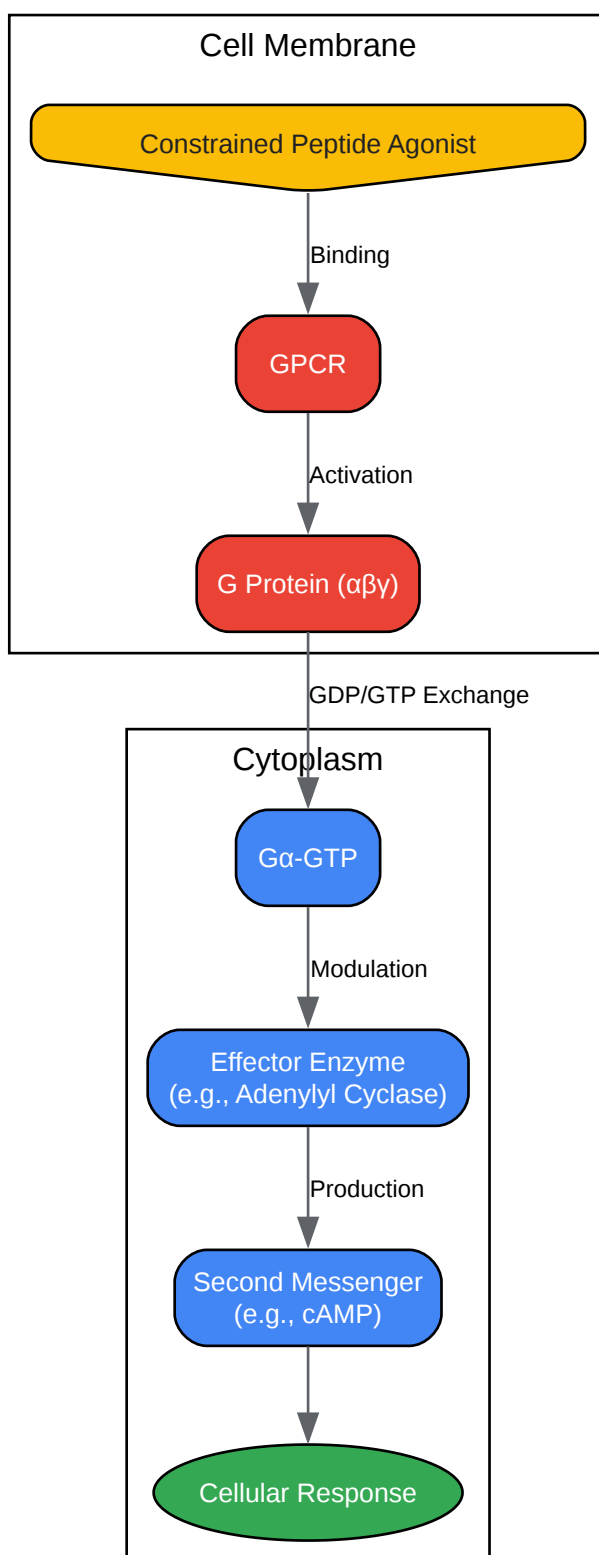 Cell Membrane
Constrained Peptide Agonist
Binding
GPCR
Activation
G Protein (αβγ)
GDP/GTP Exchange
Cytoplasm
Gα-GTP
Modulation
Effector Enzyme
(e.g., Adenylyl Cyclase)
Production
Second Messenger
(e.g., cAMP)
Cellular Response